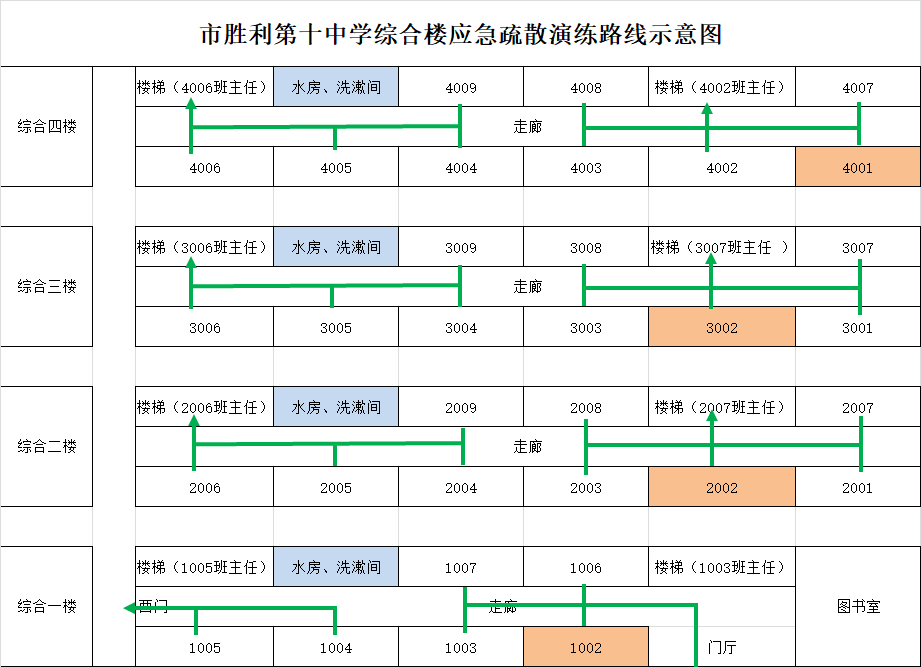 市胜利第十中学综合楼应急疏散演练路线示意图
楼梯（4006班主任） 水房、洗漱间 4009 4008 楼梯（4002班主任） 4007
综合四楼 走廊
4006 4005 4004 4003 4002 4001
楼梯（3006班主任） 水房、洗漱间 3009 3008 楼梯（3007班主任 ） 3007
综合三楼 走廊
3006 3005 3004 3003 3002 3001
楼梯（2006班主任） 水房、洗漱间 2009 2008 楼梯（2007班主任） 2007
综合二楼 走廊
2006 2005 2004 2003 2002 2001
楼梯（1005班主任） 水房、洗漱间 1007 1006 楼梯（1003班主任）
综合一楼 西门 走廊 图书室
1005 1004 1003 1002 门厅